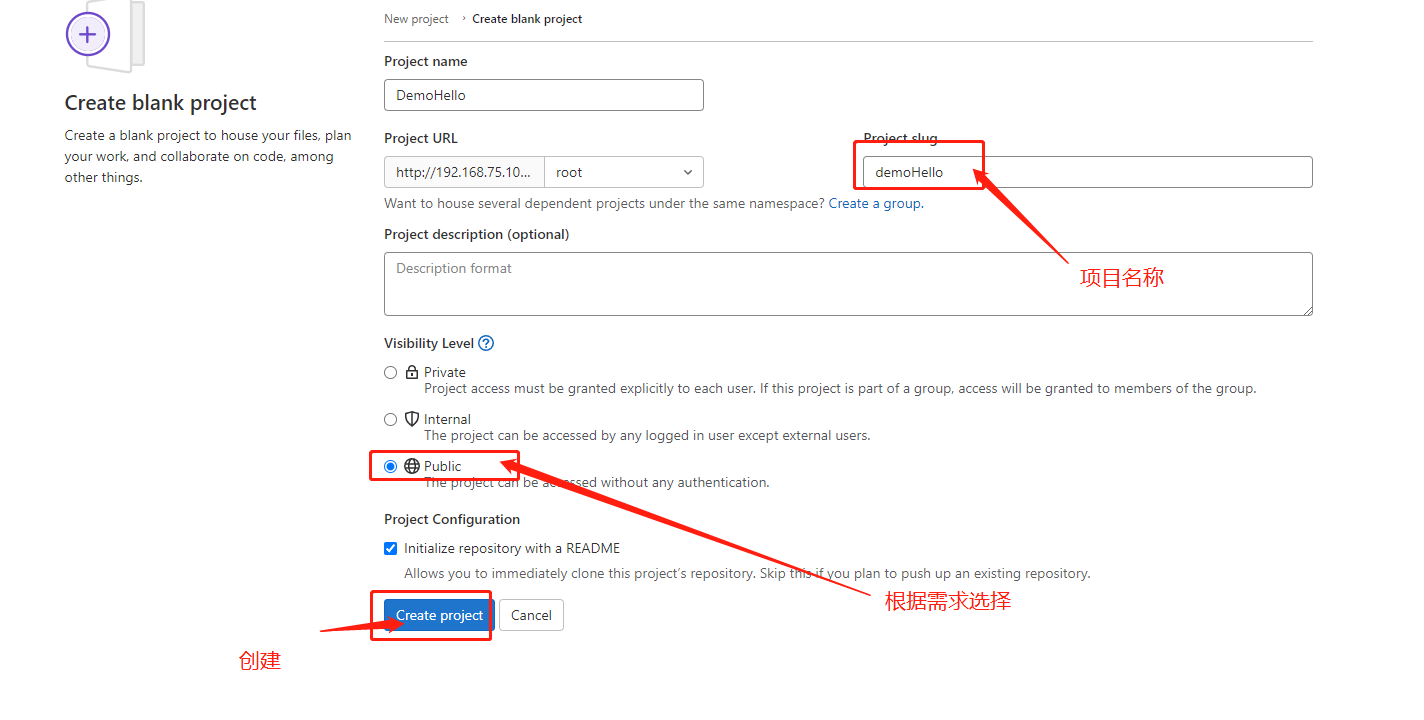 New project › Create blank project
Create blank project
Create a blank project to house your files, plan
your work, and collaborate on code, among
other things.
Project name
DemoHello
Project URL
Project slug
http://192.168.75.10...
root
demoHello
Want to house several dependent projects under the same namespace? Create a group.
Project description (optional)
Description format
项目名称
Visibility Level
Private
Project access must be granted explicitly to each user. If this project is part of a group, access will be granted to members of the group.
Internal
The project can be accessed by any logged in user except external users.
Public
The project can be accessed without any authentication.
Project Configuration
Initialize repository with a README
Allows you to immediately clone this project’s repository. Skip this if you plan to push up an existing repository.
根据需求选择
Create project
Cancel
创建